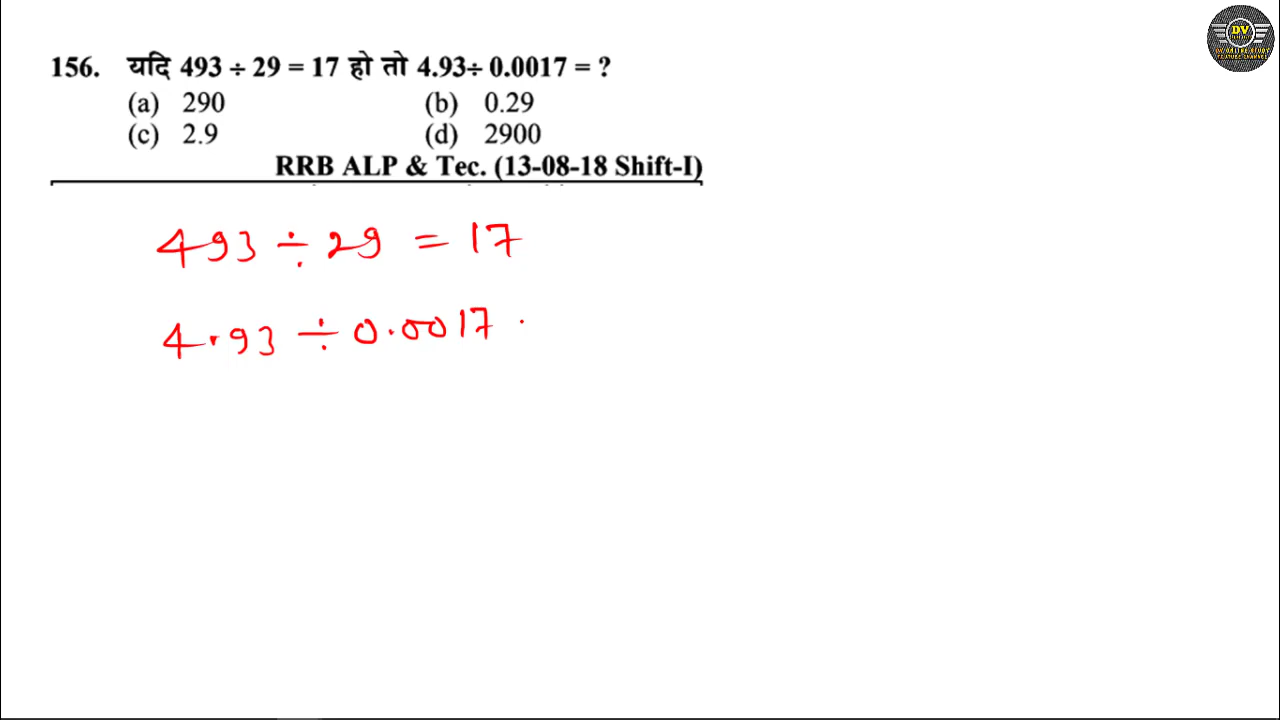 156. यदि 493 ÷ 29 = 17 हो तो 4.93÷ 0.0017 = ?
(a) 290 (b) 0.29
(c) 2.9 (d) 2900
RRB ALP & Tec. (13-08-18 Shift-I)
493 ÷ 29 = 17
4.93 ÷ 0.0017
DV